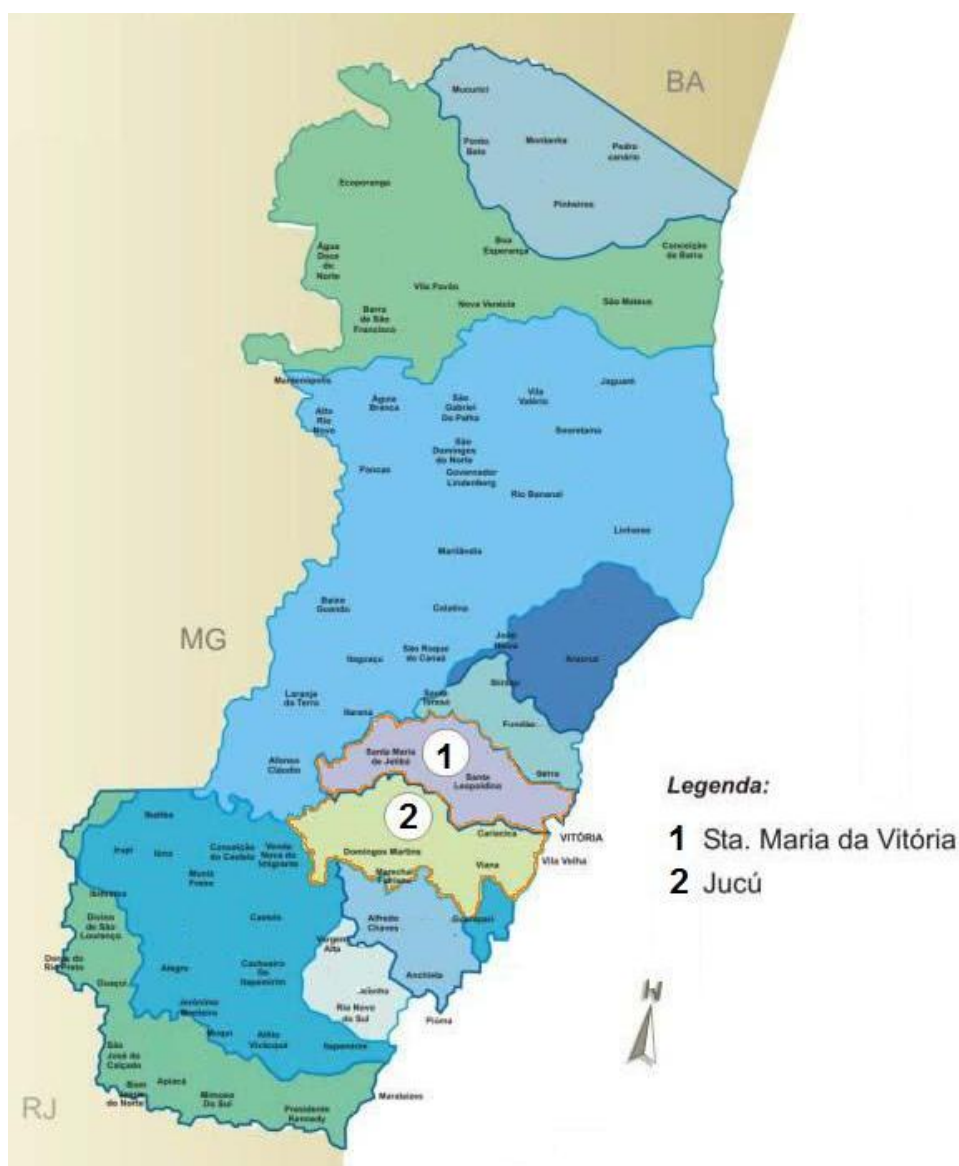 BA
Mucurici
Ponto
Belo
Montanha
Pedro
canário
Ecoporanga
Pinheiros
Água
Doce do
Norte
Boa
Esperança
Conceição
da Barra
Vila Pavão
Nova Venécia
São Mateus
Barra
de São
Francisco
Mantenópolis
Alto
Rio
Novo
Águia
Branca
São
Gabriel
Da Palha
Vila
Valério
Jaguaré
Sooretama
São
Domingos
do Norte
Governador
Lindenberg
Pancas
Rio Bananal
Linhares
Marilândia
Baixo
Guandu
Colatina
MG
João
Neiva
Aracruz
São Roque
do Canaã
Itaguaçu
Ibiraçu
Laranja
da Terra
Santa
Teresa
Itarana
Fundão
Santa Maria
de Jetibá
1
Afonso
Cláudio
Santa
Leopoldina
Serra
Legenda:
1 Sta. Maria da Vitória
2 Jucú
2
Cariacica
VITÓRIA
Vila Velha
Domingos Martins
Viana
Marechal
Floriano
Ibatiba
Irupi
Iúna
Conceição
do Castelo
Venda
Nova do
Imigrante
Muniz
Freire
Ibitirama
Divino
de São
Lourenço
Castelo
Alfredo
Chaves
Guarapari
Vargem
Alta
Dores do
Rio Preto
Guaçuí
Alegre
Cachoeiro
De
Itapemirim
Anchieta
Iconha
Rio Novo
do Sul
Piúma
Jerônimo
Monteiro
Muqui
Atílio
Vivácqua
Itapemirim
São
José do
Calçado
Apiacá
Bom
Jesus
do Norte
Mimoso
Do Sul
Presidente
Kennedy
Marataízes
N
RJ